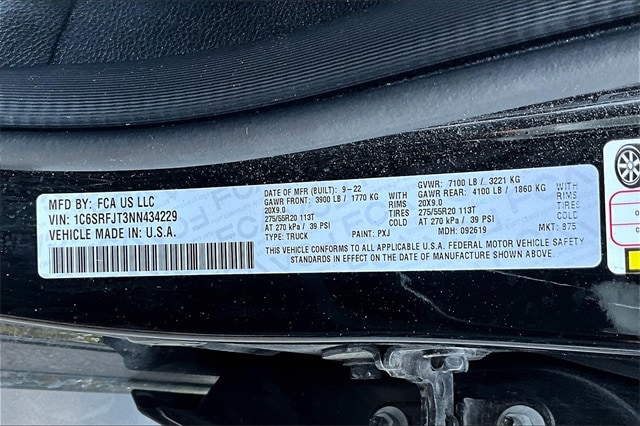 MFD BY: FCA US LLC
VIN: 1C6SRFJT3NN434229
VEHICLE MADE IN: U.S.A.
DATE OF MFR (BUILT): 9-22
GAWR FRONT: 3900 LB / 1770 KG
WITH
20X9.0
RIMS
275/55R20 113T
TIRES
AT 270 kPa / 39 PSI
COLD
TYPE: TRUCK
PAINT: PXJ
GVWR: 7100 LB / 3221 KG
GAWR REAR: 4100 LB / 1860 KG
WITH
20X9.0
RIMS
275/55R20 113T
TIRES
AT 270 kPa / 39 PSI
COLD
MDH: 092619
MKT: 875
THIS VEHICLE CONFORMS TO ALL APPLICABLE U.S.A. FEDERAL MOTOR VEHICLE SAFETY
STANDARDS IN EFFECT ON THE DATE OF MANUFACTURE SHOWN ABOVE.